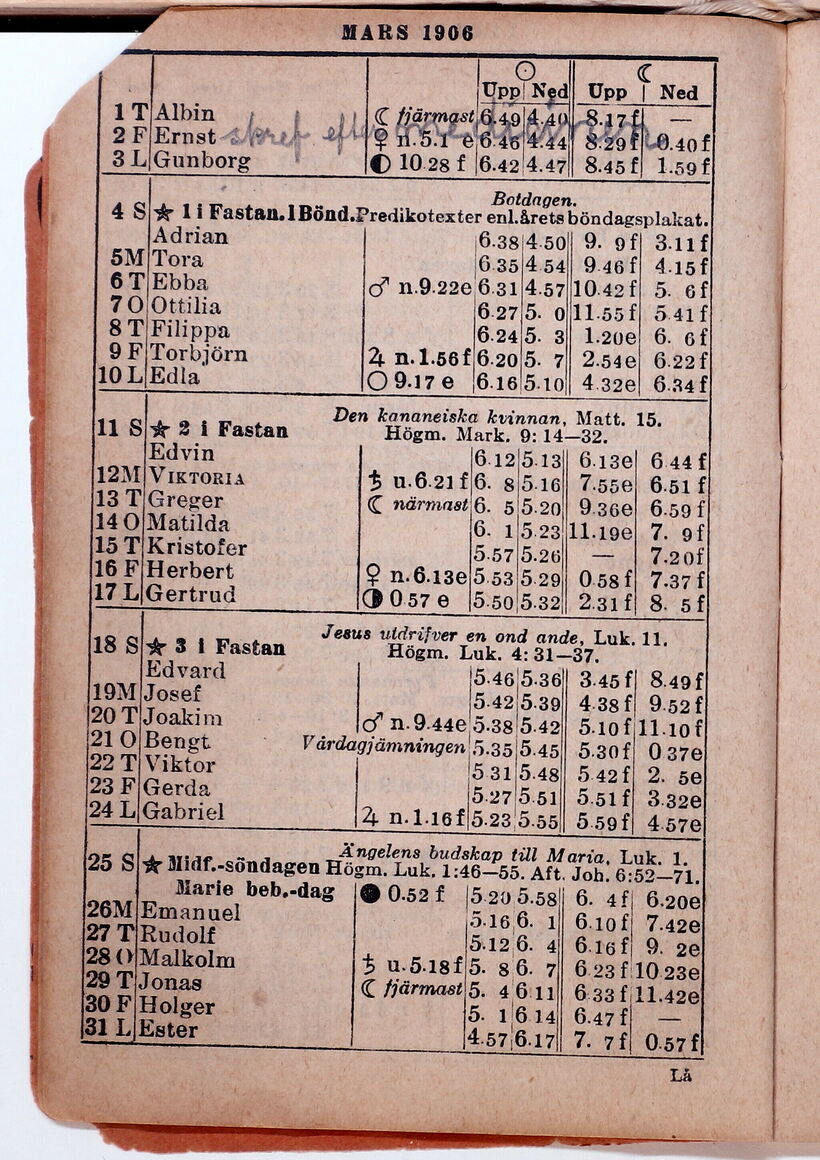 MARS 1906
☉ ☾
Upp Ned Upp Ned
1 T Albin ☾ fjärmast 6.49 4.40 8.17 f —
2 F Ernst skref efter ♀ n. 5.1 e 6.46 4.44 8.29 f 0.40 f
3 L Gunborg ◐ 10.28 f 6.42 4.47 8.45 f 1.59 f
Botdagen.
4 S ★ 1 i Fastan. 1 Bönd. Predikotexter enl. årets böndagsplakat.
Adrian 6.38 4.50 9. 9 f 3.11 f
5 M Tora 6.35 4.54 9.46 f 4.15 f
6 T Ebba ♂ n. 9.22 e 6.31 4.57 10.42 f 5. 6 f
7 O Ottilia 6.27 5. 0 11.55 f 5.41 f
8 T Filippa 6.24 5. 3 1.20 e 6. 6 f
9 F Torbjörn ♃ n. 1.56 f 6.20 5. 7 2.54 e 6.22 f
10 L Edla ○ 9.17 e 6.16 5.10 4.32 e 6.34 f
Den kananeiska kvinnan, Matt. 15.
11 S ★ 2 i Fastan Högm. Mark. 9: 14—32.
Edvin 6.12 5.13 6.13 e 6 44 f
12 M VIKTORIA ♄ u. 6.21 f 6. 8 5.16 7.55 e 6.51 f
13 T Greger ☾ närmast 6. 5 5.20 9.36 e 6.59 f
14 O Matilda 6. 1 5.23 11.19 e 7. 9 f
15 T Kristofer 5.57 5.26 — 7.20 f
16 F Herbert ♀ n. 6.13 e 5.53 5.29 0.58 f 7.37 f
17 L Gertrud ◑ 0.57 e 5.50 5.32 2.31 f 8. 5 f
Jesus utdrifver en ond ande, Luk. 11.
18 S ★ 3 i Fastan Högm. Luk. 4: 31—37.
Edvard 5.46 5.36 3.45 f 8.49 f
19 M Josef 5.42 5.39 4.38 f 9.52 f
20 T Joakim ♂ n. 9.44 e 5.38 5.42 5.10 f 11.10 f
21 O Bengt Vårdagjämningen 5.35 5.45 5.30 f 0 37 e
22 T Viktor 5 31 5.48 5 42 f 2. 5 e
23 F Gerda 5.27 5.51 5.51 f 3.32 e
24 L Gabriel ♃ n. 1.16 f 5.23 5.55 5.59 f 4.57 e
Ängelens budskap till Maria, Luk. 1.
25 S ★ Midf.-söndagen Högm. Luk. 1:46—55. Aft. Joh. 6:52—71.
Marie beb.-dag ● 0.52 f 5.20 5.58 6. 4 f 6.20 e
26 M Emanuel 5.16 6. 1 6.10 f 7.42 e
27 T Rudolf 5.12 6. 4 6.16 f 9. 2 e
28 O Malkolm ♄ u. 5.18 f 5. 8 6. 7 6 23 f 10 23 e
29 T Jonas ☾ fjärmast 5. 4 6 11 6 33 f 11.42 e
30 F Holger 5. 1 6 14 6.47 f —
31 L Ester 4.57 6.17 7. 7 f 0.57 f
Lå